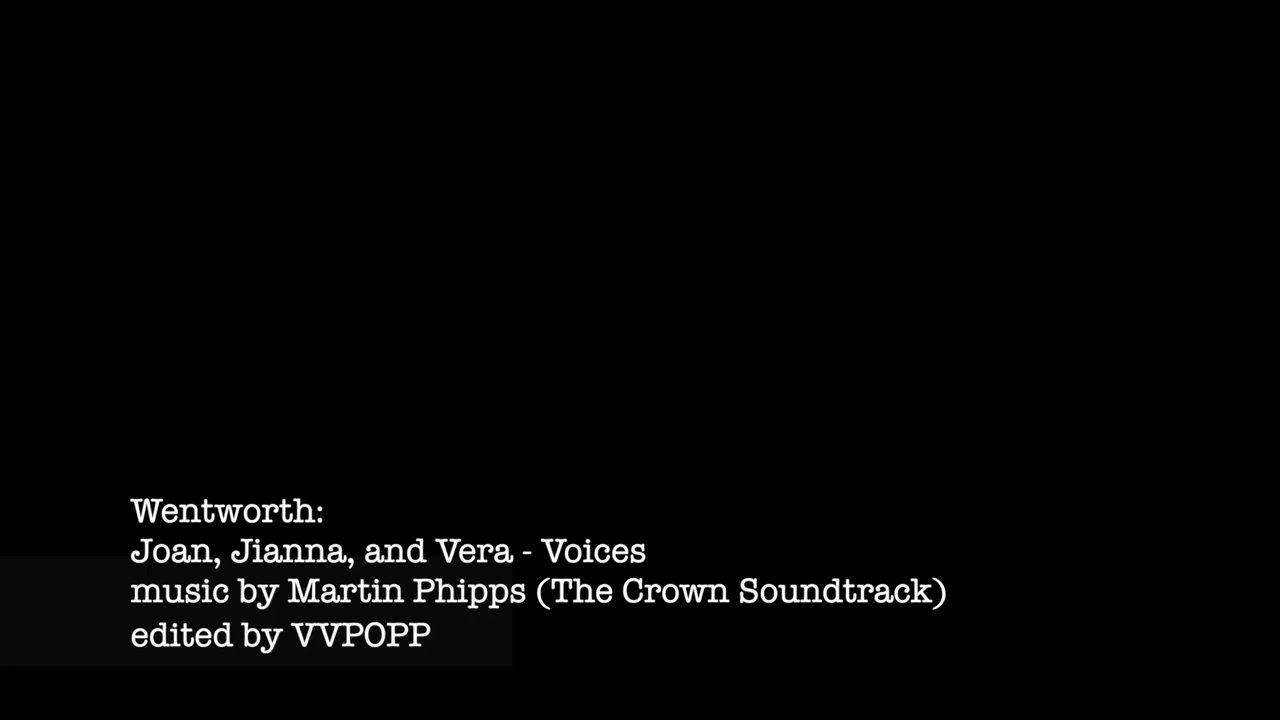 Wentworth:
Joan, Jianna, and Vera - Voices
music by Martin Phipps (The Crown Soundtrack)
edited by VVPOPP